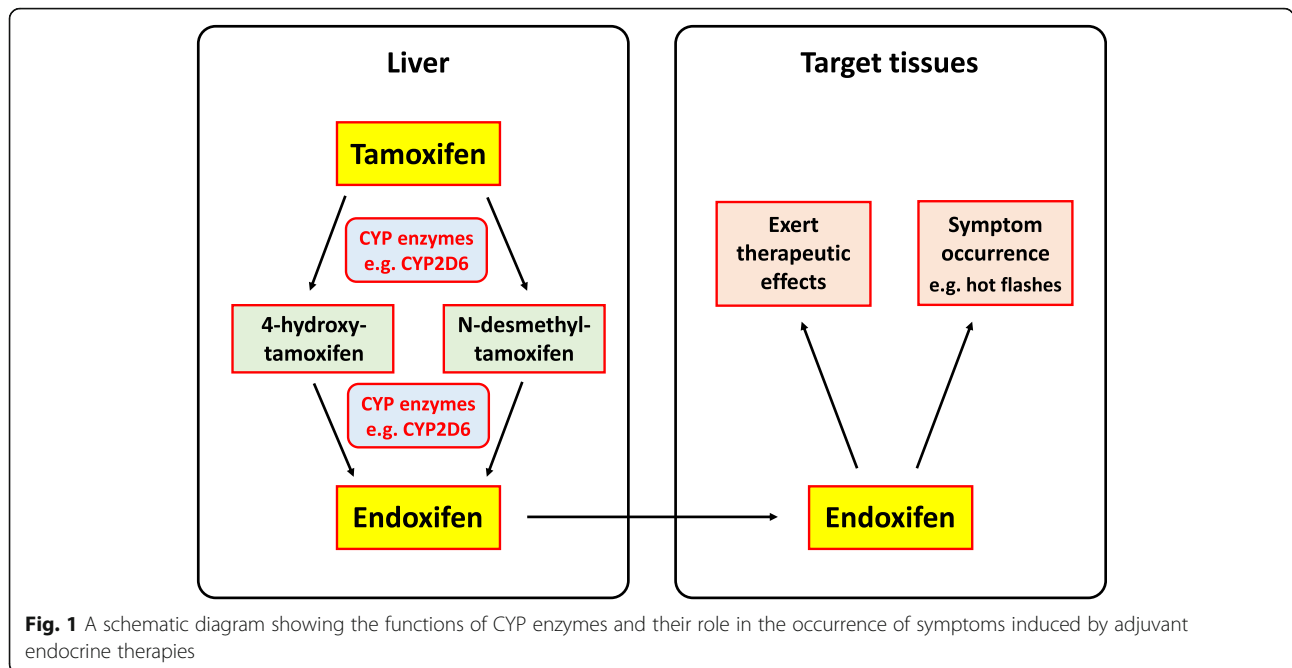 Liver
Tamoxifen
CYP enzymes
e.g. CYP2D6
4-hydroxy-
tamoxifen
N-desmethyl-
tamoxifen
CYP enzymes
e.g. CYP2D6
Endoxifen
Target tissues
Exert
therapeutic
effects
Symptom
occurrence
e.g. hot flashes
Endoxifen
Fig. 1 A schematic diagram showing the functions of CYP enzymes and their role in the occurrence of symptoms induced by adjuvant
endocrine therapies